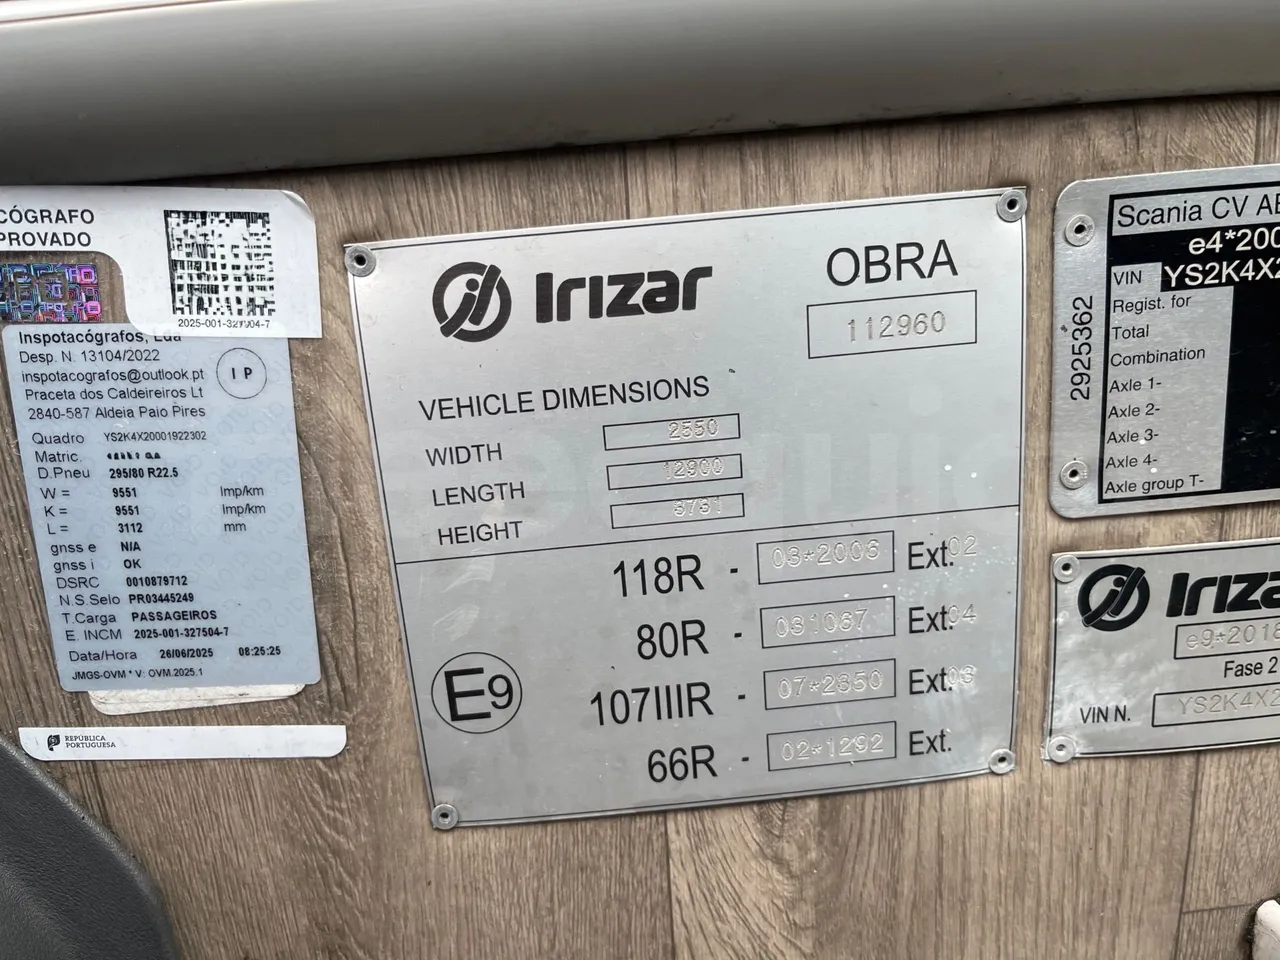 CÓGRAFO
PROVADO
2025-001-327504-7
Inspotacógrafos, Lda
Desp. N. 13104/2022
inspotacografos@outlook.pt
Praceta dos Caldeireiros Lt
2840-587 Aldeia Paio Pires
I P
Quadro YS2K4X20001922302
Matric.
D.Pneu 295/80 R22.5
W = 9551 Imp/km
K = 9551 Imp/km
L = 3112 mm
gnss e N\A
gnss i OK
DSRC 0010879712
N.S.Selo PR03445249
T.Carga PASSAGEIROS
E. INCM 2025-001-327504-7
Data/Hora 26/06/2025 08:25:25
JMGS-OVM * V: OVM.2025.1
REPÚBLICA
PORTUGUESA
Irizar
OBRA
112960
VEHICLE DIMENSIONS
WIDTH 2550
LENGTH 12900
HEIGHT 3731
118R - 03*2006 Ext. 02
80R - 031067 Ext. 04
107IIIR - 07*2350 Ext. 03
66R - 02*1292 Ext.
E9
2925362
Scania CV AB
e4*200
VIN YS2K4X2
Regist. for
Total
Combination
Axle 1-
Axle 2-
Axle 3-
Axle 4-
Axle group T-
Iriza
e9*2018
Fase 2
VIN N. YS2K4X2